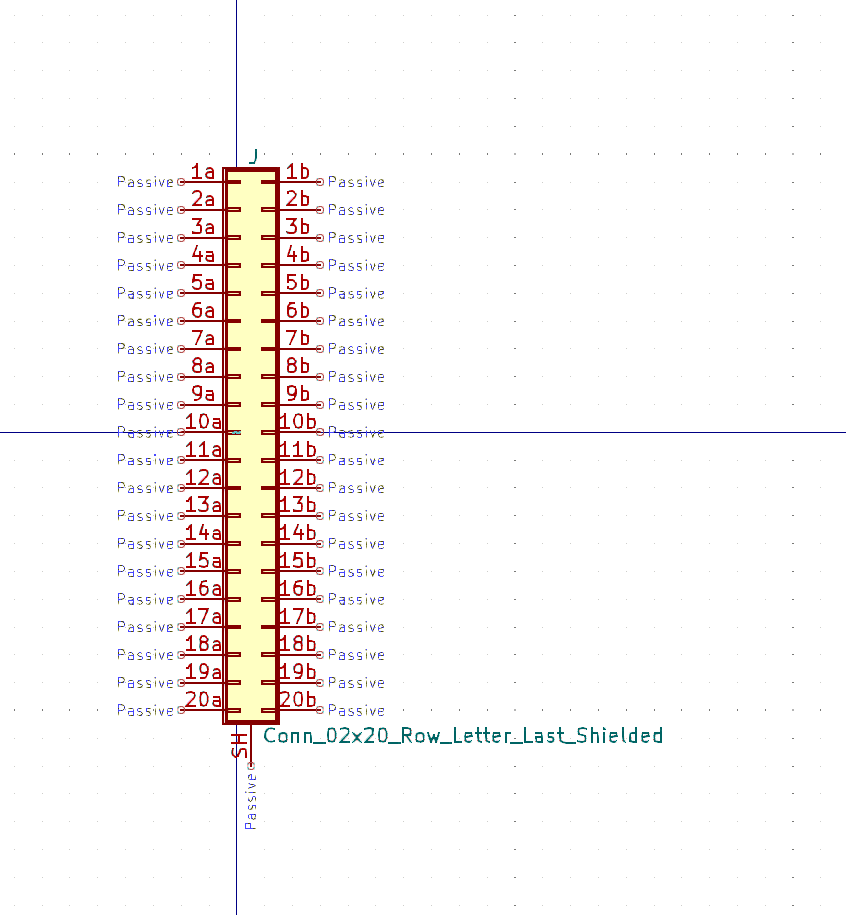 J
Passive 1a 1b Passive
Passive 2a 2b Passive
Passive 3a 3b Passive
Passive 4a 4b Passive
Passive 5a 5b Passive
Passive 6a 6b Passive
Passive 7a 7b Passive
Passive 8a 8b Passive
Passive 9a 9b Passive
Passive 10a 10b Passive
Passive 11a 11b Passive
Passive 12a 12b Passive
Passive 13a 13b Passive
Passive 14a 14b Passive
Passive 15a 15b Passive
Passive 16a 16b Passive
Passive 17a 17b Passive
Passive 18a 18b Passive
Passive 19a 19b Passive
Passive 20a 20b Passive
SH Conn_02x20_Row_Letter_Last_Shielded
Passive